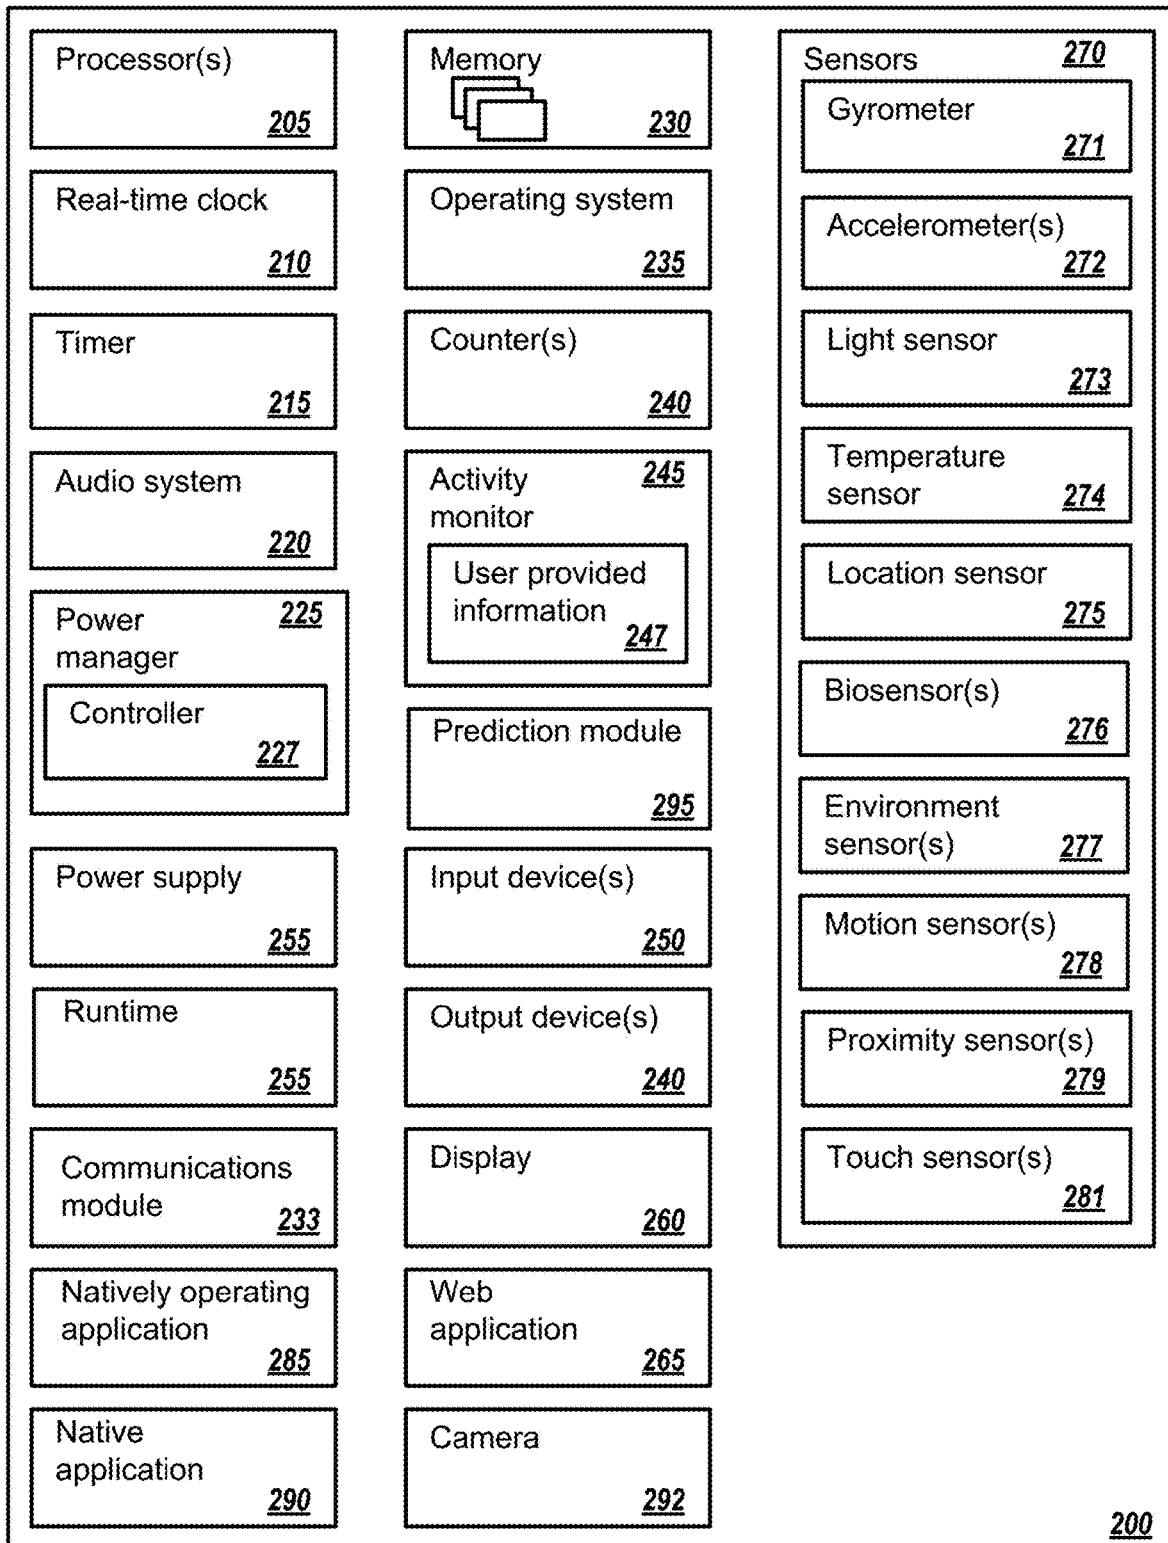 Processor(s)
205
Real-time clock
210
Timer
215
Audio system
220
Power
manager
225
Controller
227
Power supply
255
Runtime
255
Communications
module
233
Natively operating
application
285
Native
application
290
Memory
230
Operating system
235
Counter(s)
240
Activity
monitor
245
User provided
information
247
Prediction module
295
Input device(s)
250
Output device(s)
240
Display
260
Web
application
265
Camera
292
Sensors
270
Gyrometer
271
Accelerometer(s)
272
Light sensor
273
Temperature
sensor
274
Location sensor
275
Biosensor(s)
276
Environment
sensor(s)
277
Motion sensor(s)
278
Proximity sensor(s)
279
Touch sensor(s)
281
200